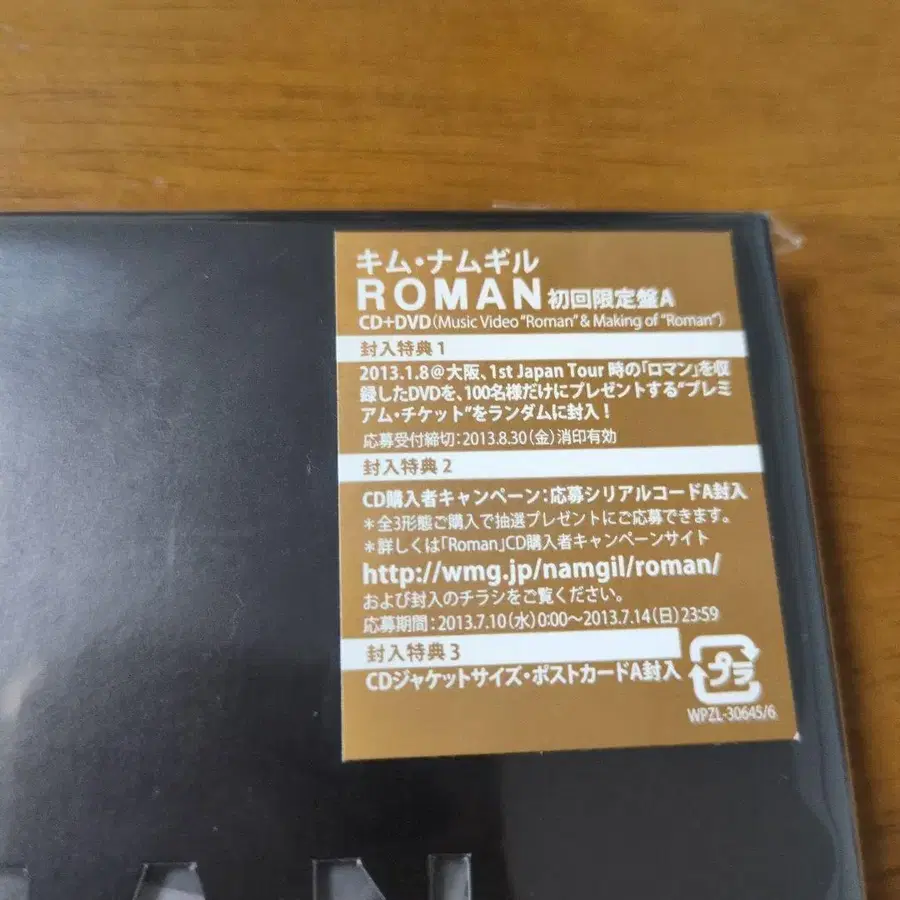 キム・ナムギル
ROMAN 初回限定盤A
CD+DVD(Music Video "Roman" & Making of "Roman")
封入特典1
2013.1.8@大阪、1st Japan Tour 時の「ロマン」を収
録したDVDを、100名様だけにプレゼントする"プレミ
アム・チケット"をランダムに封入!
応募受付締切:2013.8.30(金)消印有効
封入特典2
CD購入者キャンペーン:応募シリアルコードA封入
*全3形態ご購入で抽選プレゼントにご応募できます。
*詳しくは「Roman」CD購入者キャンペーンサイト
http://wmg.jp/namgil/roman/
および封入のチラシをご覧ください。
応募期間:2013.7.10(水)0:00〜2013.7.14(日)23:59
封入特典3
CDジャケットサイズ・ポストカードA封入
プラ
WPZL-30645/6
MAN